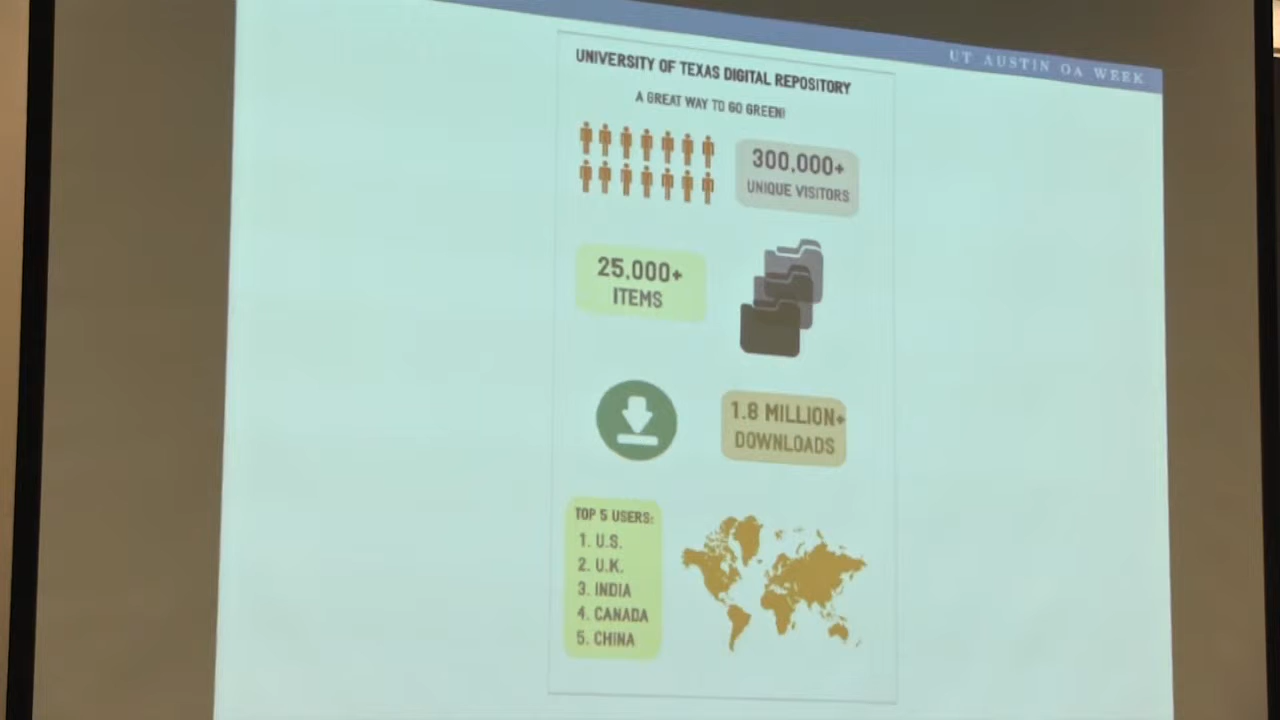 UT AUSTIN OA WEEK
UNIVERSITY OF TEXAS DIGITAL REPOSITORY
A GREAT WAY TO GO GREEN!
300,000+
UNIQUE VISITORS
25,000+
ITEMS
1.8 MILLION+
DOWNLOADS
TOP 5 USERS:
1. U.S.
2. U.K.
3. INDIA
4. CANADA
5. CHINA